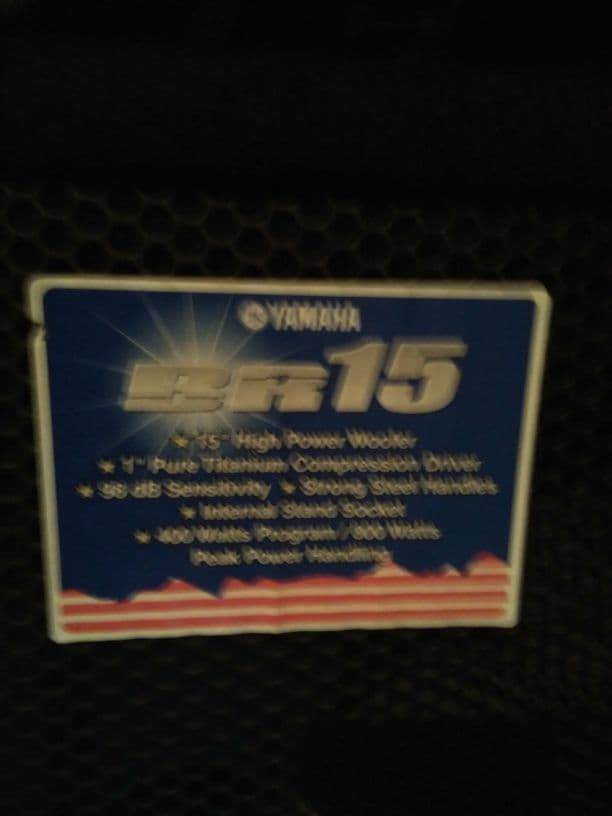 YAMAHA
BR15
★ 15" High Power Woofer
★ 1" Pure Titanium Compression Driver
★ 98 dB Sensitivity ★ Strong Steel Handles
★ Internal Stand Socket
★ 400 Watts Program / 800 Watts
Peak Power Handling